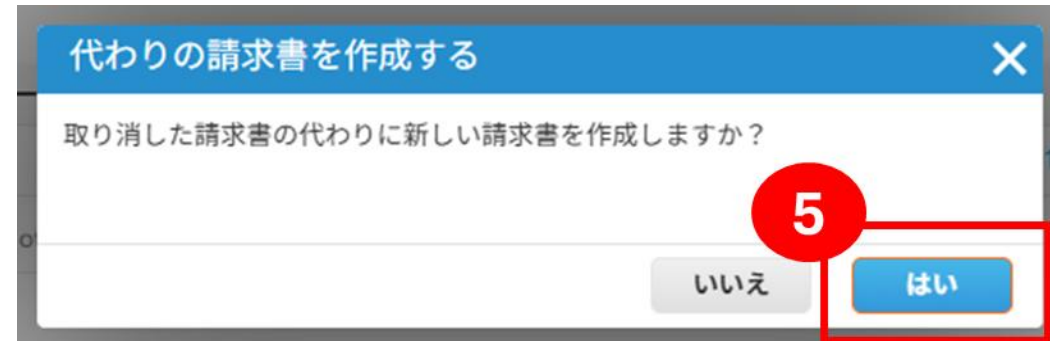 代わりの請求書を作成する
取り消した請求書の代わりに新しい請求書を作成しますか？
5
いいえ
はい